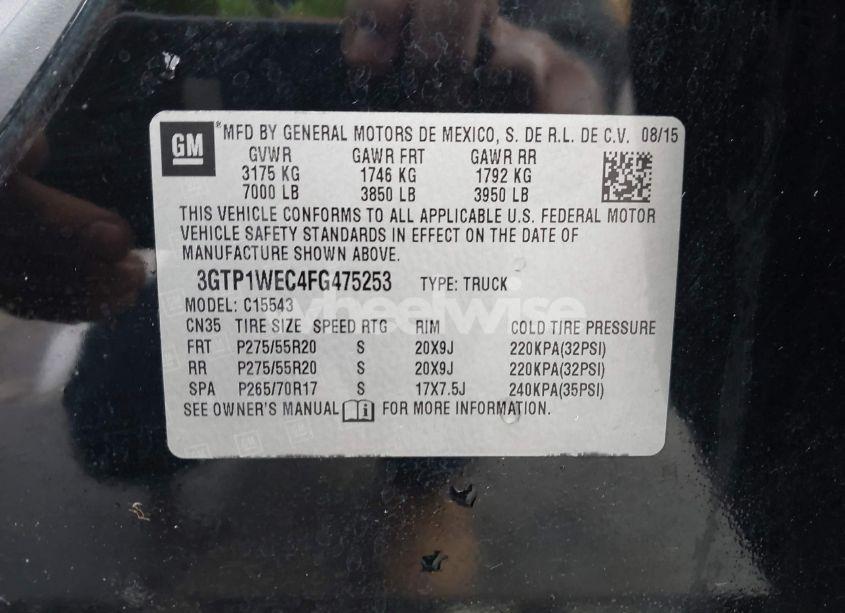 GM
*MFD BY GENERAL MOTORS DE MEXICO, S. DE R.L. DE C.V. 08/15
GVWR GAWR FRT GAWR RR
3175 KG 1746 KG 1792 KG
7000 LB 3850 LB 3950 LB
THIS VEHICLE CONFORMS TO ALL APPLICABLE U.S. FEDERAL MOTOR
VEHICLE SAFETY STANDARDS IN EFFECT ON THE DATE OF
MANUFACTURE SHOWN ABOVE.
3GTP1WEC4FG475253 TYPE: TRUCK
MODEL: C15543
wheelwise
CN35 TIRE SIZE SPEED RTG RIM COLD TIRE PRESSURE
FRT P275/55R20 S 20X9J 220KPA(32PSI)
RR P275/55R20 S 20X9J 220KPA(32PSI)
SPA P265/70R17 S 17X7.5J 240KPA(35PSI)
SEE OWNER'S MANUAL i FOR MORE INFORMATION.